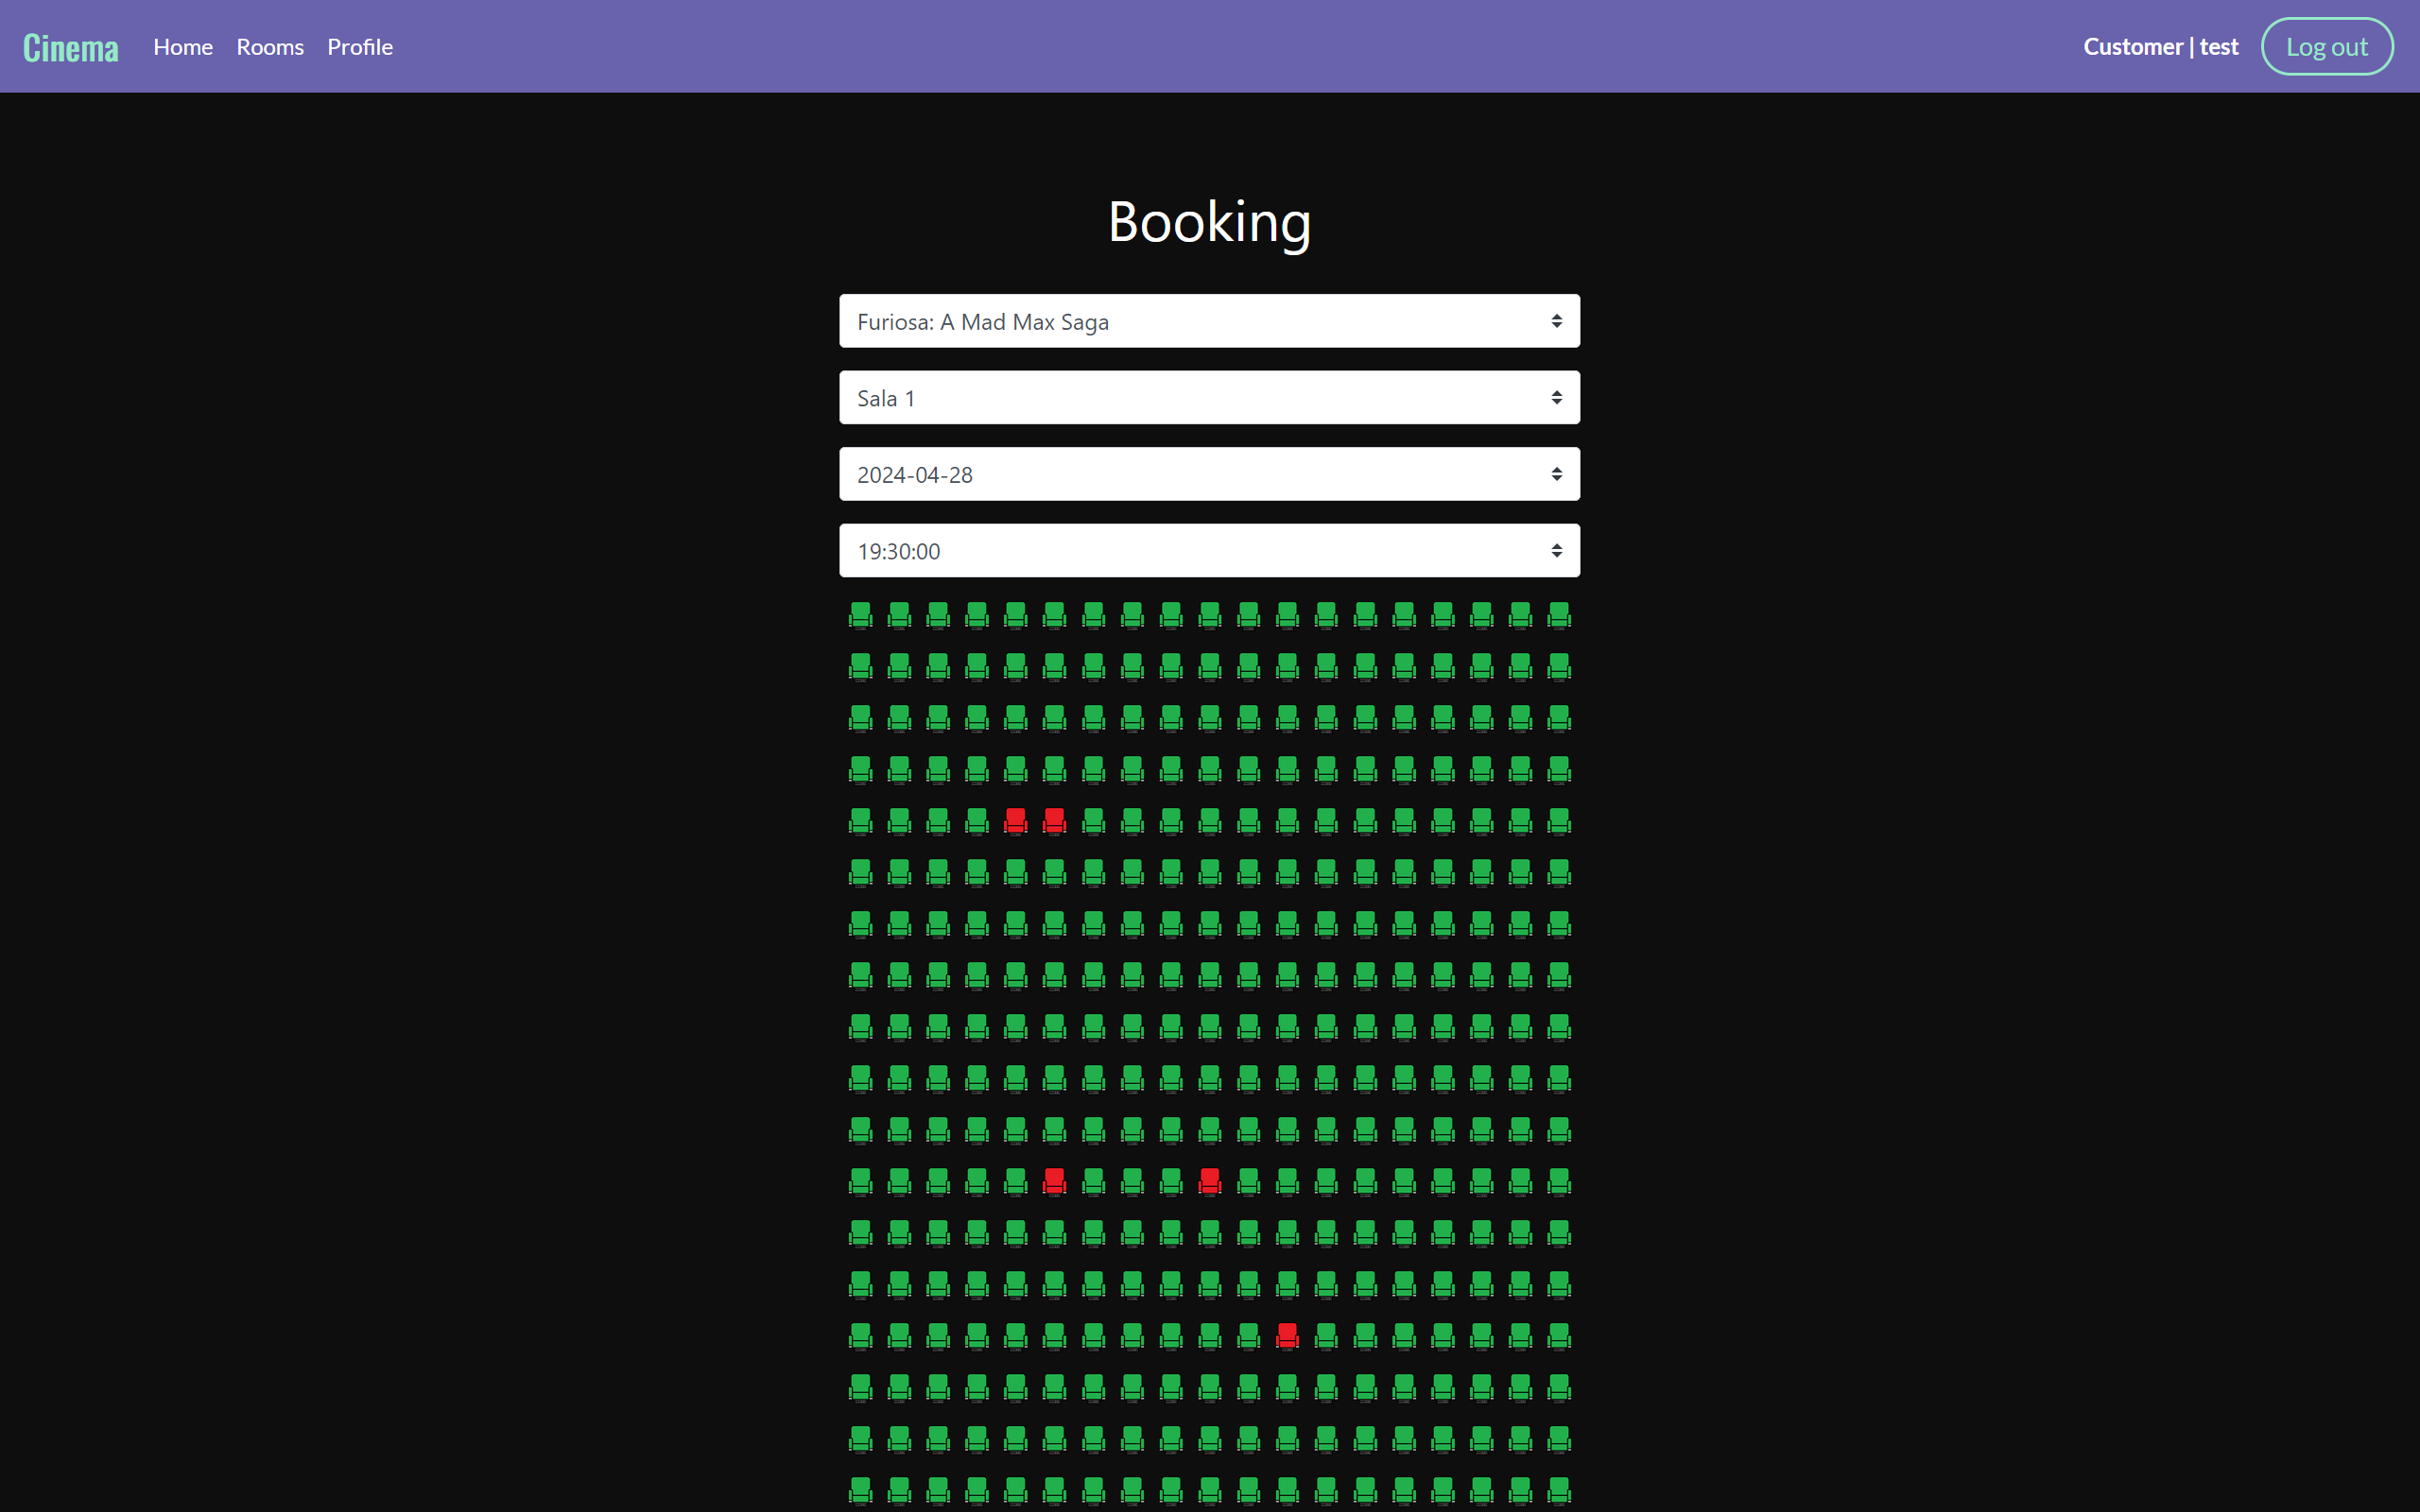 Cinema Home Rooms Profile Customer | test Log out
Booking
Furiosa: A Mad Max Saga
Sala 1
2024-04-28
19:30:00